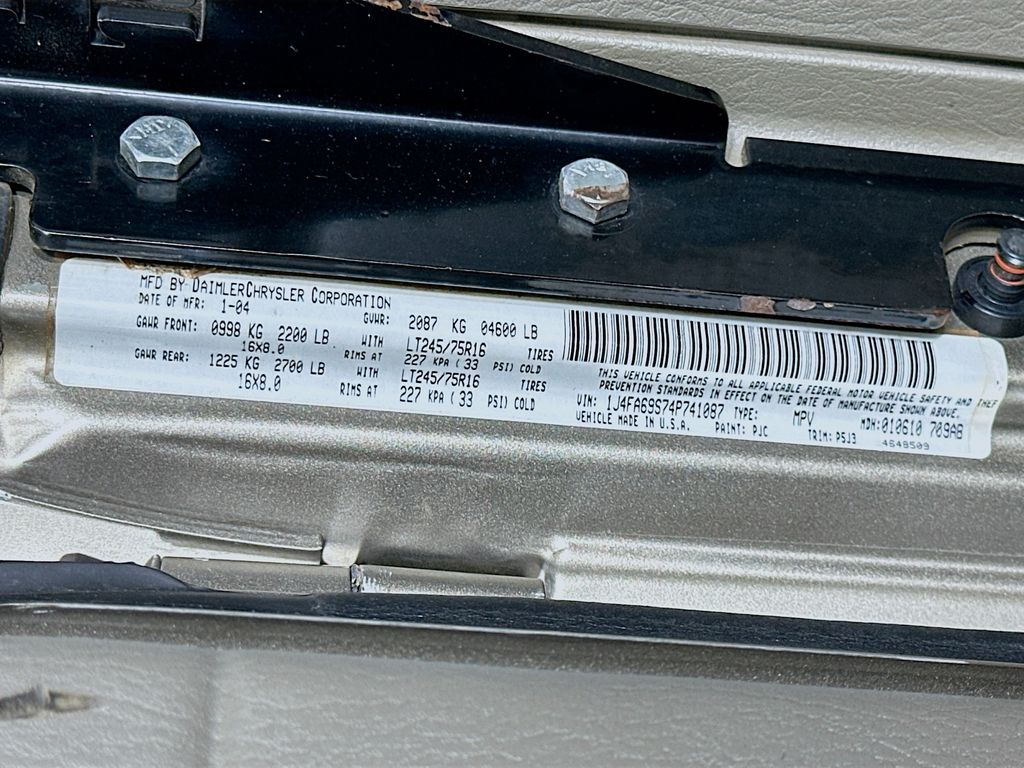 MFD BY DAIMLERCHRYSLER CORPORATION
DATE OF MFR: 1-04 GVWR: 2087 KG 04600 LB
GAWR FRONT: 0998 KG 2200 LB WITH LT245/75R16 TIRES
16X8.0 RIMS AT 227 KPA ( 33 PSI) COLD
GAWR REAR: 1225 KG 2700 LB WITH LT245/75R16 TIRES
16X8.0 RIMS AT 227 KPA ( 33 PSI) COLD
THIS VEHICLE CONFORMS TO ALL APPLICABLE FEDERAL MOTOR VEHICLE SAFETY AND THEFT
PREVENTION STANDARDS IN EFFECT ON THE DATE OF MANUFACTURE SHOWN ABOVE.
VIN: 1J4FA69S74P741087 TYPE: MPV MDH: 010610 709AB
VEHICLE MADE IN U.S.A. PAINT: PJC TRIM: P5J3 4648509